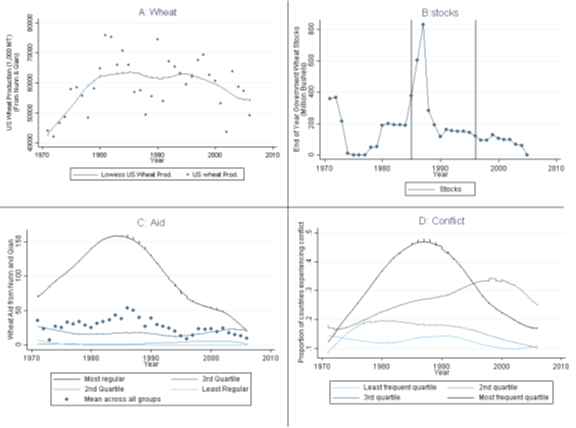 A: Wheat
US Wheat Production (1,000 MT)
(From Nunn & Qian)
40000 50000 60000 70000 80000
1970 1980 1990 2000 2010
Year
Lowess US Wheat Prod. US wheat Prod.
B:stocks
End of Year Government Wheat Stocks
(Million Bushels)
0 200 400 600 800
1970 1980 1990 2000 2010
Year
Stocks
C: Aid
Wheat Aid from Nunn and Qian
0 50 100 150
1970 1980 1990 2000 2010
Year
Most regular 3rd Quartile
2nd Quartile Least Regular
Mean across all groups
D: Conflict
Proportion of countries experiencing conflict
.1 .2 .3 .4 .5
1970 1980 1990 2000 2010
Year
Least frequent quartile 2nd quartile
3rd quartile Most frequent quartile